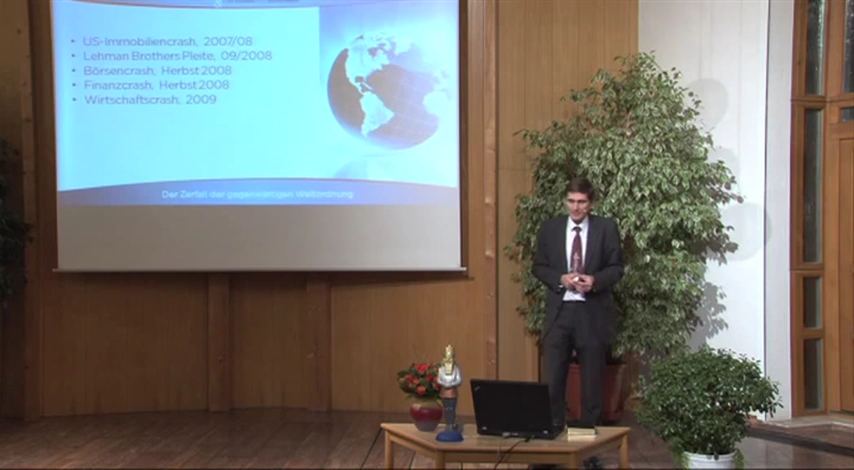 US-Immobiliencrash, 2007/08
Lehman Brothers Pleite, 09/2008
Börsencrash, Herbst 2008
Finanzcrash, Herbst 2008
Wirtschaftscrash, 2009
Der Zerfall der gegenwärtigen Weltordnung